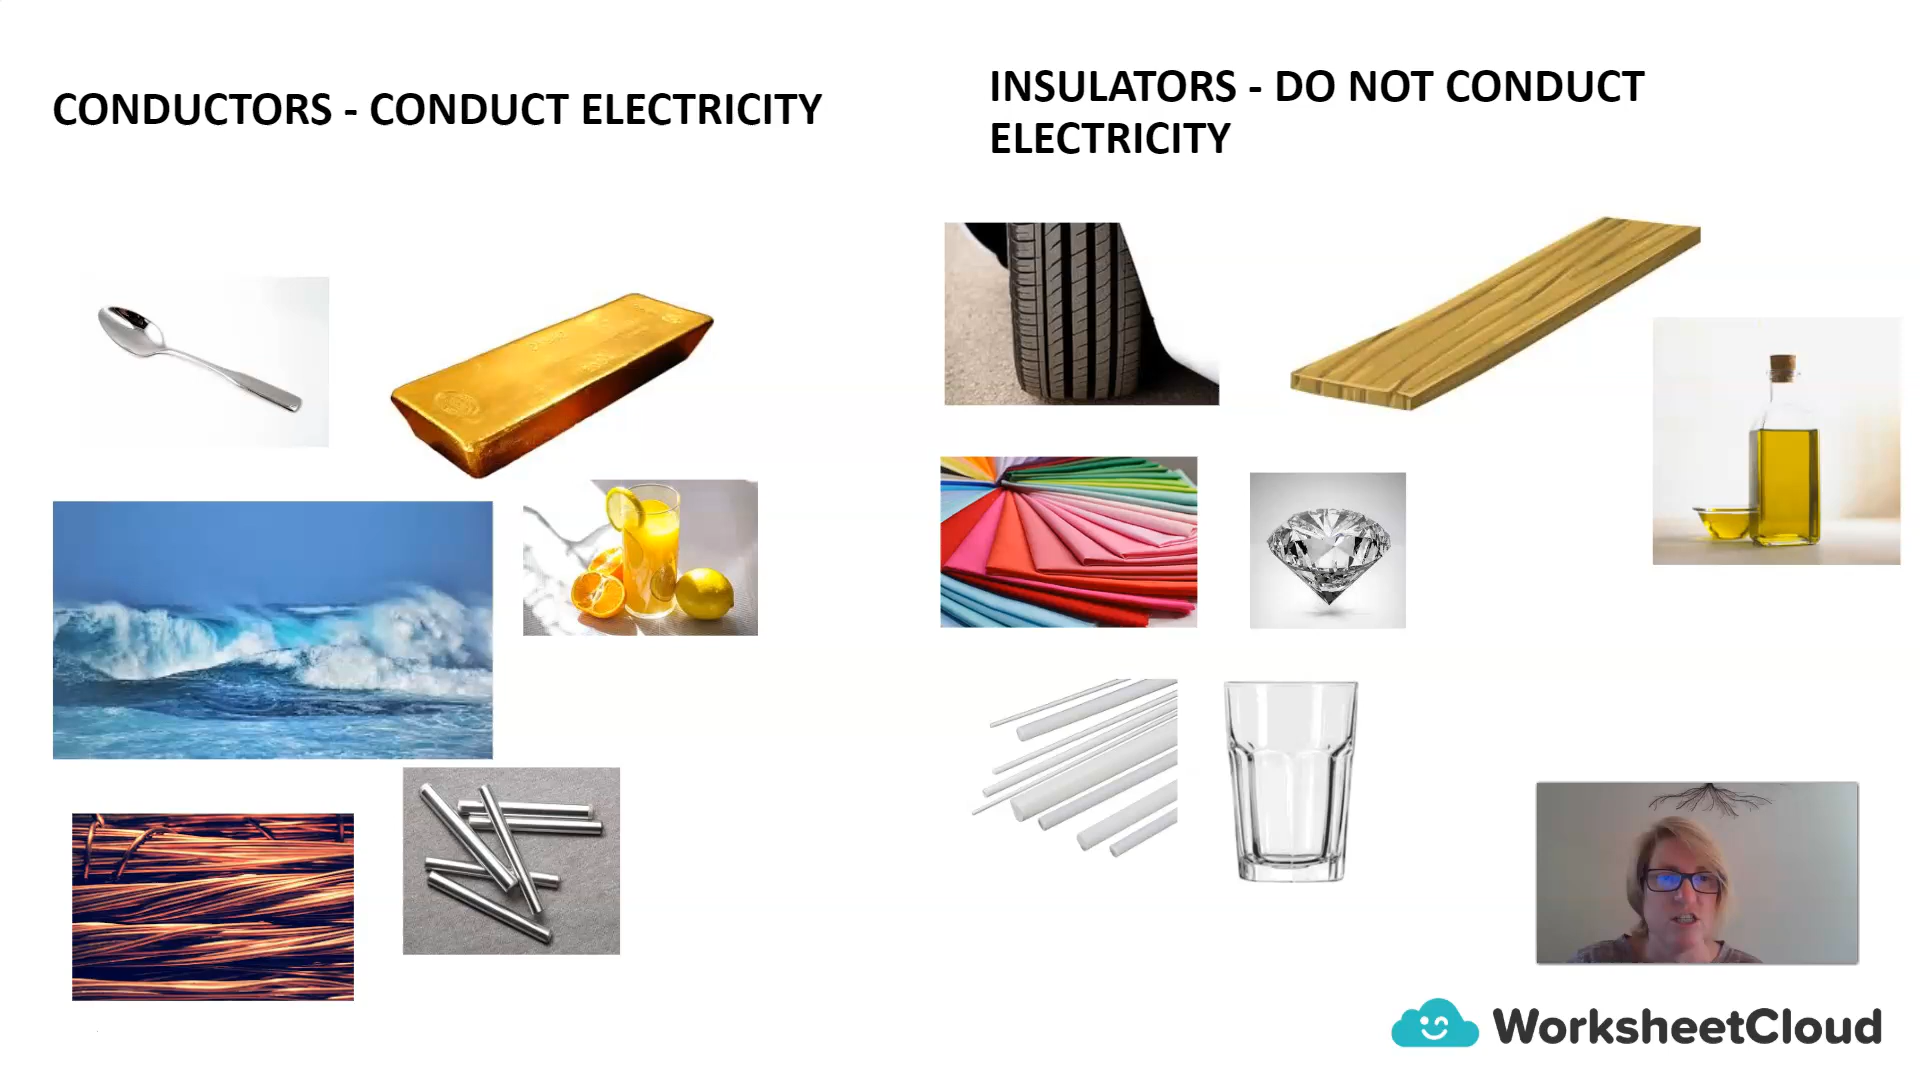 CONDUCTORS - CONDUCT ELECTRICITY
INSULATORS - DO NOT CONDUCT
ELECTRICITY
WorksheetCloud